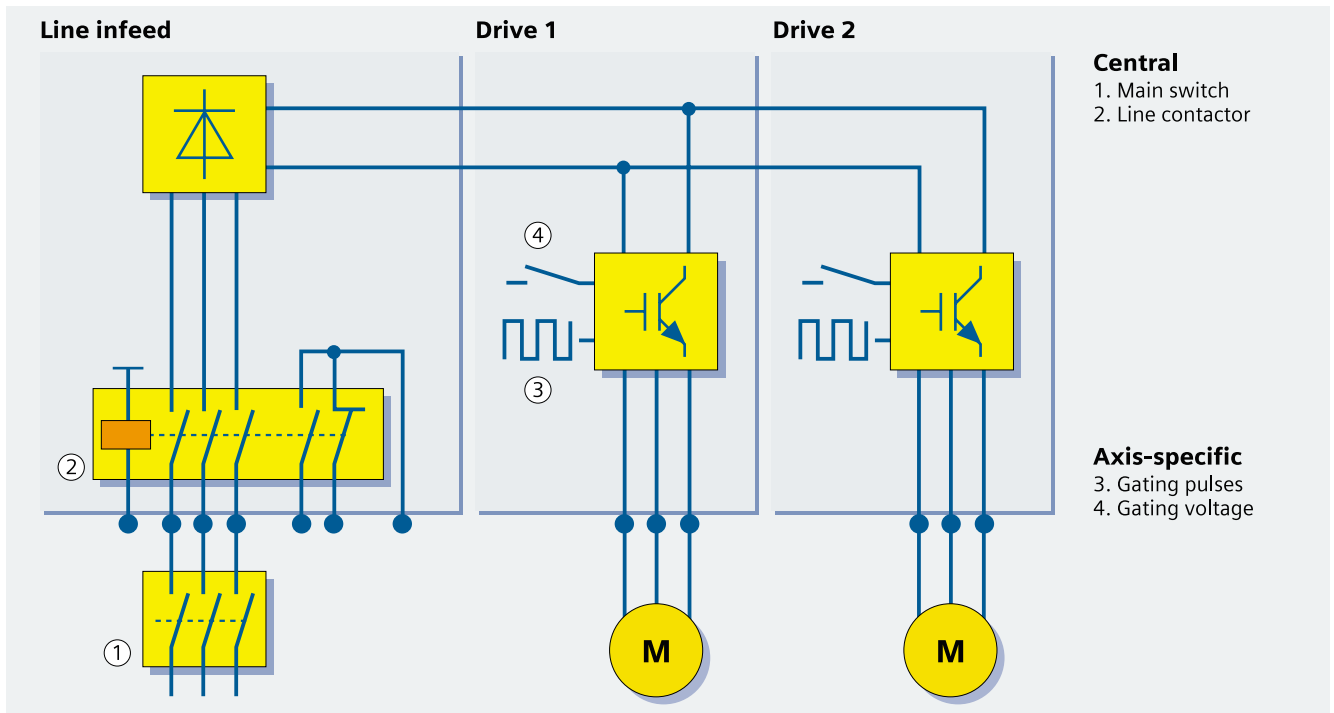 Line infeed
Drive 1
Drive 2
Central
1. Main switch
2. Line contactor
4
3
2
Axis-specific
3. Gating pulses
4. Gating voltage
1
M
M